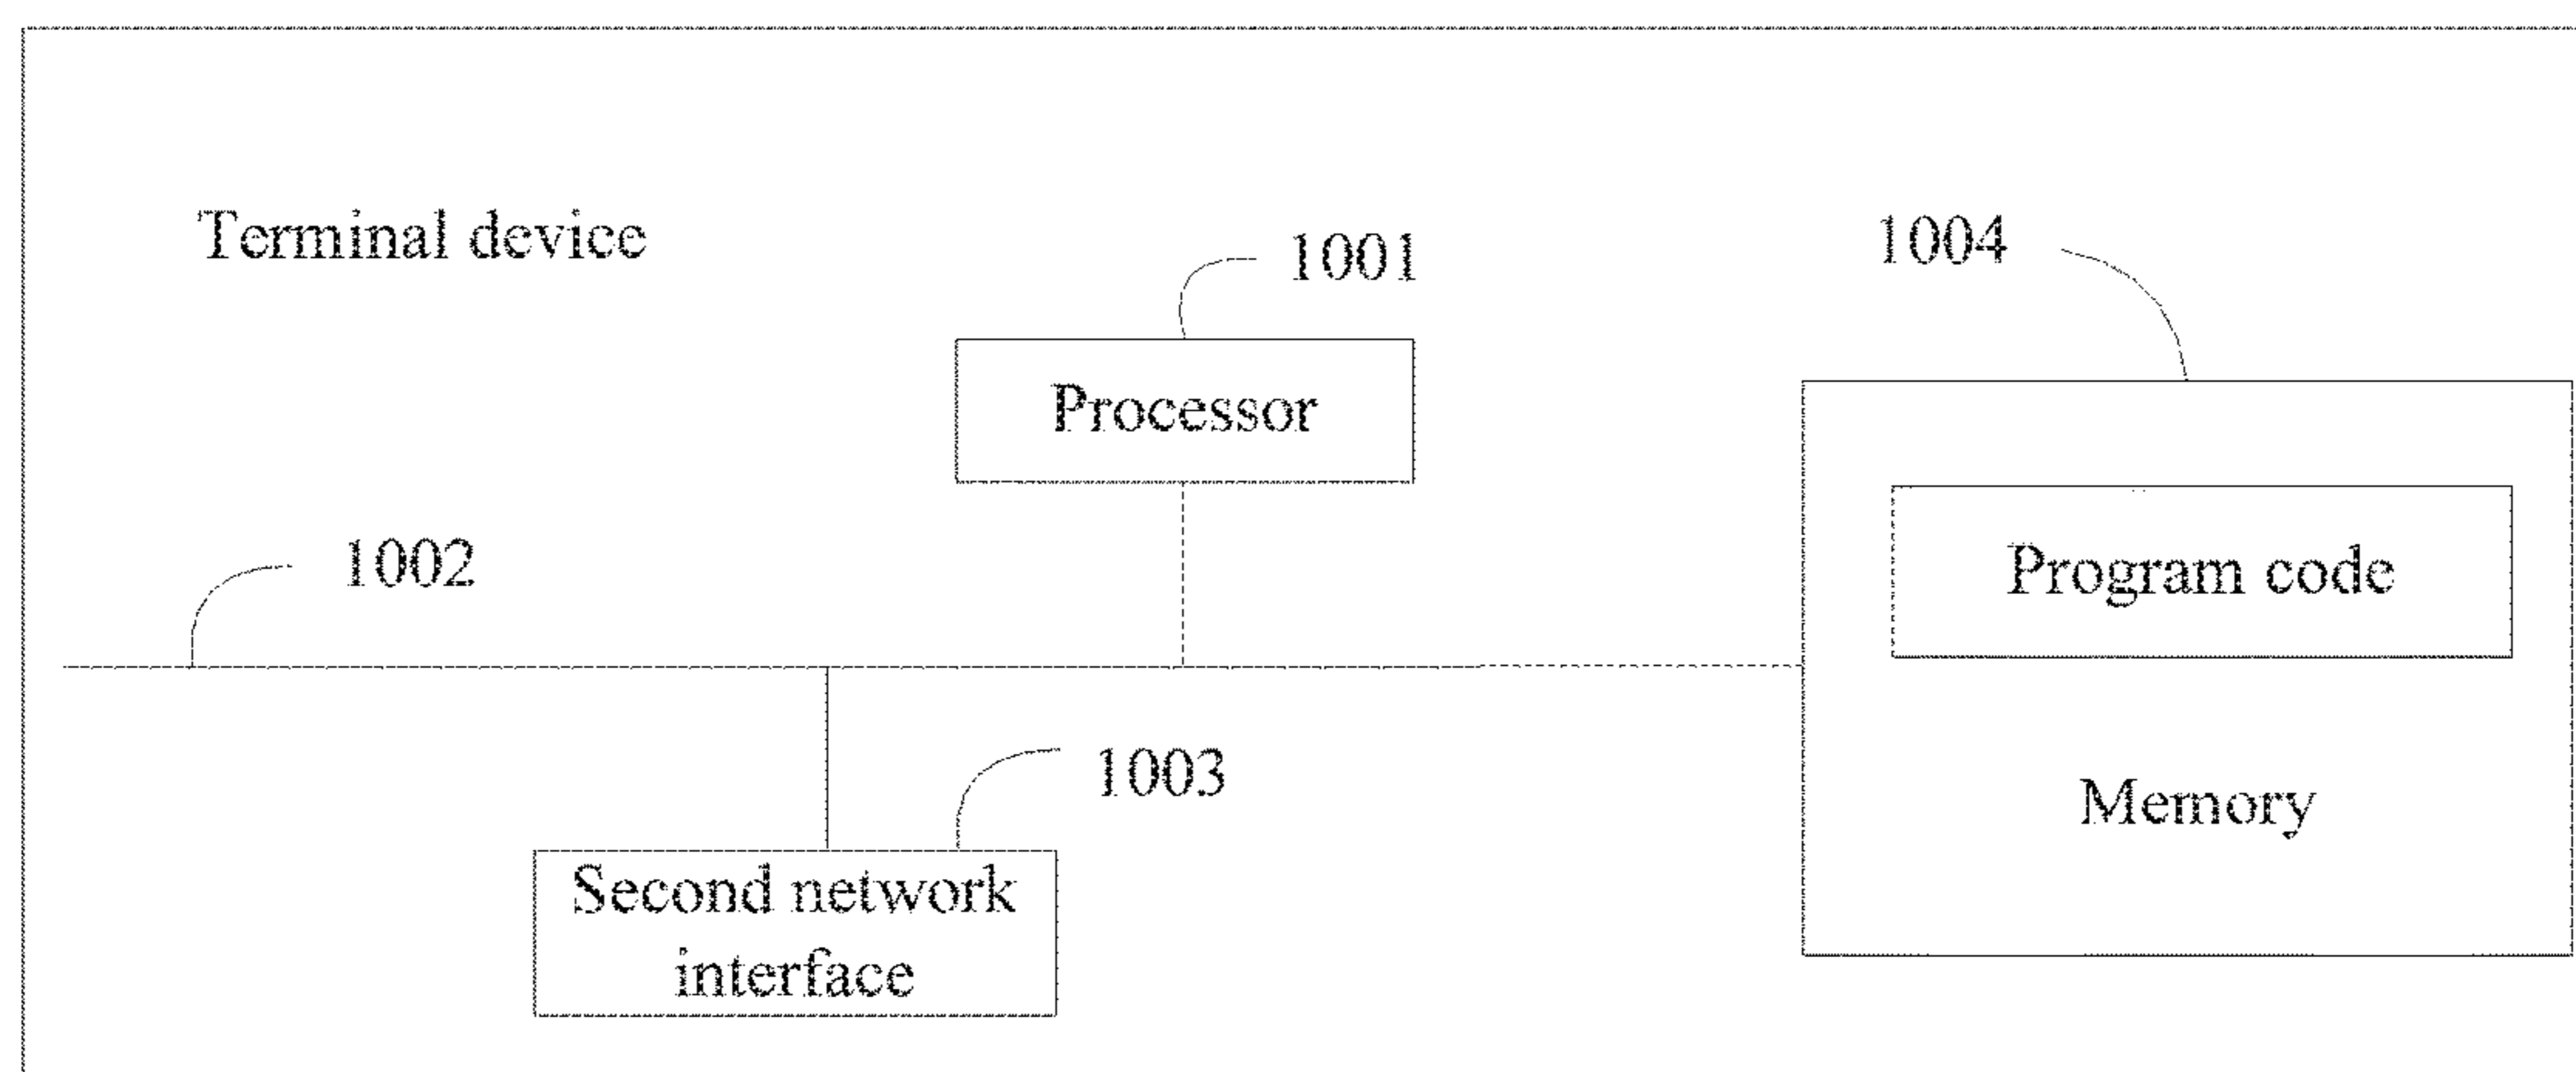 Terminal device
1001
1004
Processor
1002
Program code
1003
Memory
Second network
interface